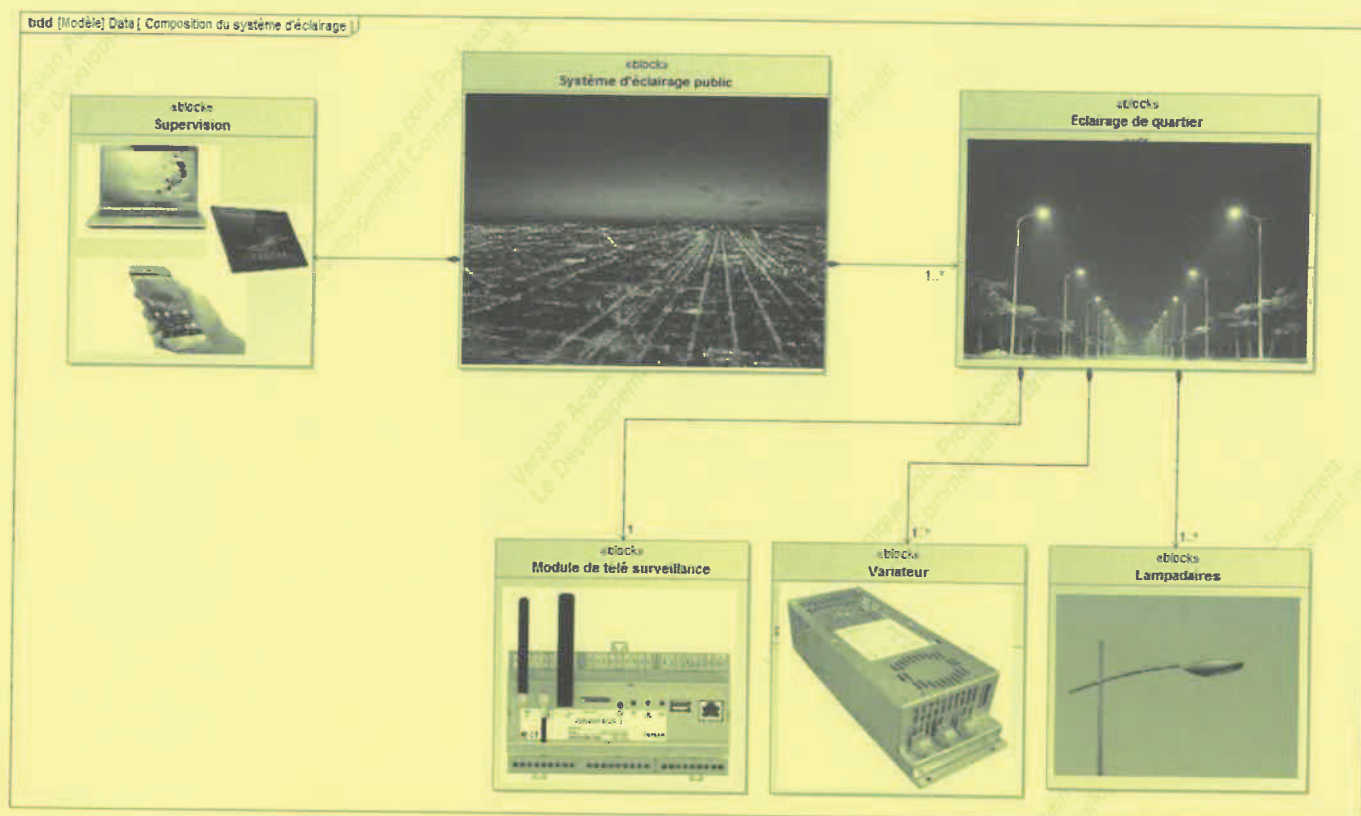 bdd [Modèle] Data [ Composition du système d'éclairage ]
«block»
Système d'éclairage public
«block»
Supervision
«block»
Eclairage de quartier
1..*
1
1..*
1..*
«block»
Module de télé surveillance
«block»
Variateur
«block»
Lampadaires